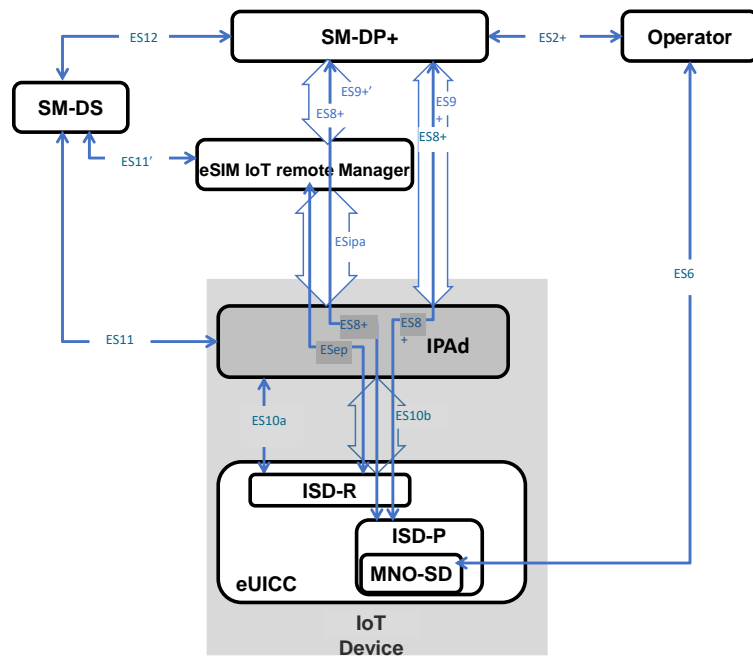 SM-DP+
Operator
ES12
ES2+
SM-DS
ES9+'
ES8+
ES9
+
ES8+
ES11'
eSIM IoT remote Manager
ESipa
ES6
ES8+
ES8
+
ES11
ESep
IPAd
ES10a
ES10b
ISD-R
ISD-P
MNO-SD
eUICC
IoT
Device